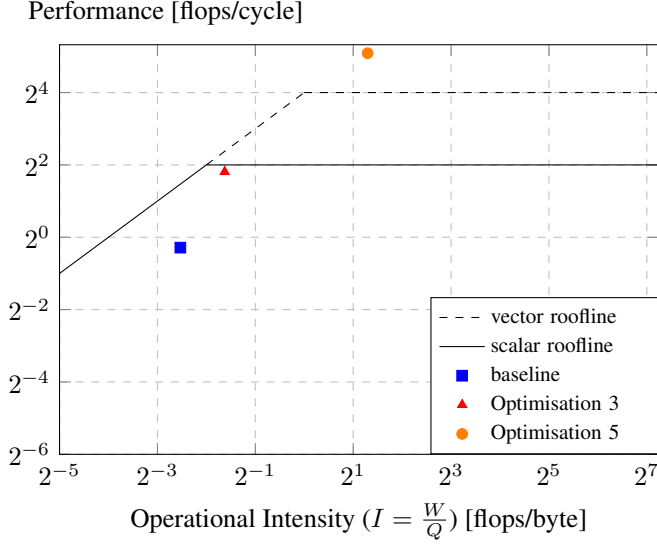 Performance [flops/cycle]
2^4
2^2
2^0
2^−2
2^−4
2^−6
2^−5 2^−3 2^−1 2^1 2^3 2^5 2^7
vector roofline
scalar roofline
baseline
Optimisation 3
Optimisation 5
Operational Intensity (I = W/Q) [flops/byte]